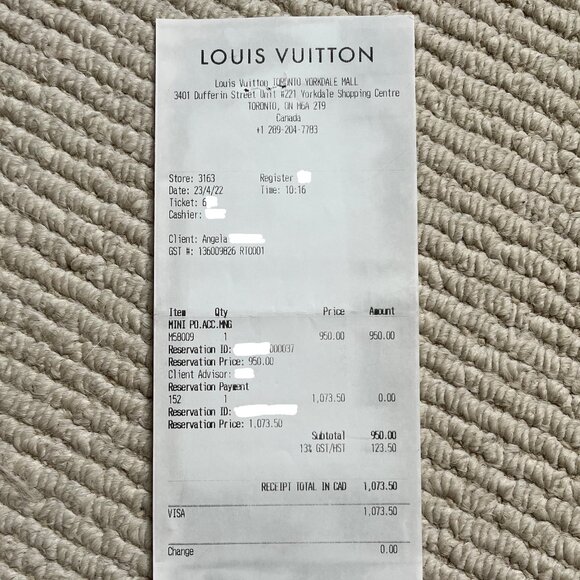 LOUIS VUITTON
Louis Vuitton TORONTO YORKDALE MALL
3401 Dufferin Street Unit #221 Yorkdale Shopping Centre
TORONTO, ON M6A 2T9
Canada
+1 289-204-7783
Store: 3163 Register
Date: 23/4/22 Time: 10:16
Ticket: 6
Cashier:
Client: Angela
GST #: 136009826 RT0001
Item Qty Price Amount
MINI PO.ACC.MNG
M58009 1 950.00 950.00
Reservation ID: 000037
Reservation Price: 950.00
Client Advisor:
Reservation Payment
152 1 1,073.50 0.00
Reservation ID:
Reservation Price: 1,073.50
Subtotal 950.00
13% GST/HST 123.50
RECEIPT TOTAL IN CAD 1,073.50
VISA 1,073.50
Change 0.00